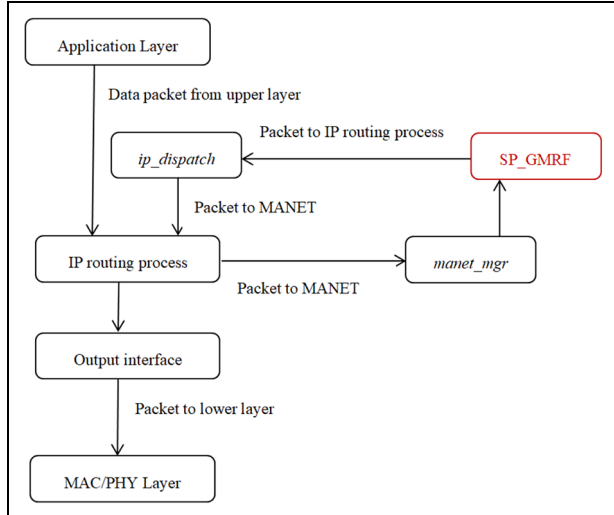 Application Layer
Data packet from upper layer
Packet to IP routing process
ip_dispatch
SP_GMRF
Packet to MANET
IP routing process
manet_mgr
Packet to MANET
Output interface
Packet to lower layer
MAC/PHY Layer